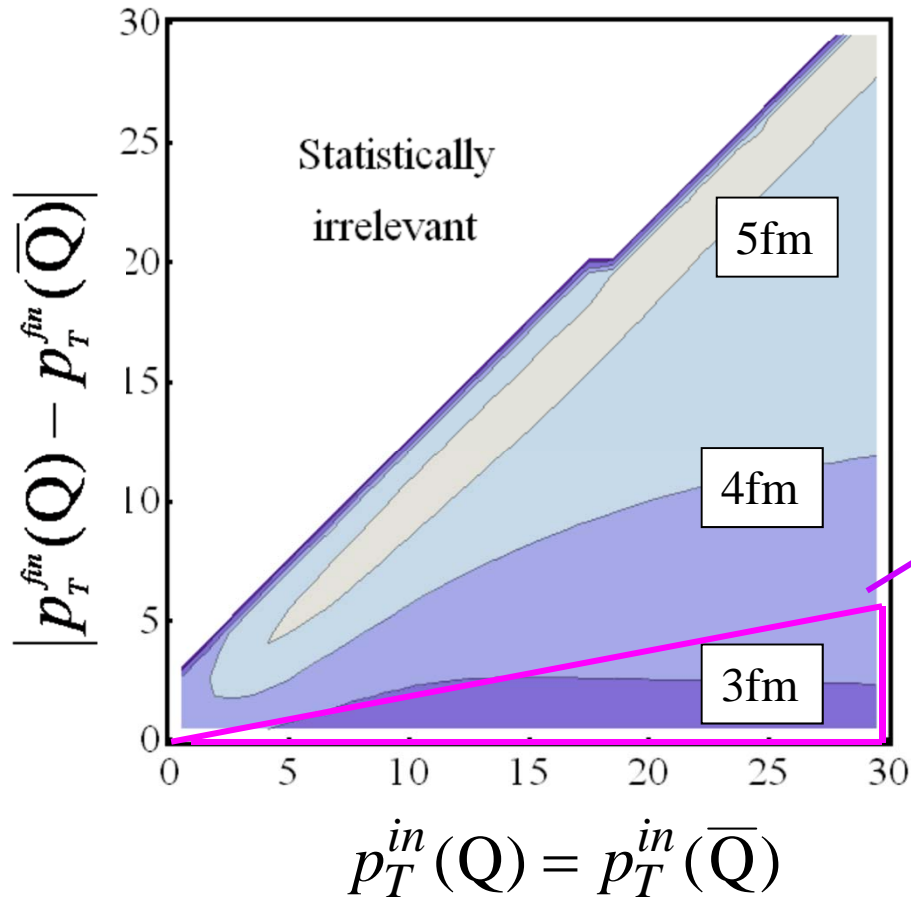 30
25
20
15
10
5
0
0 5 10 15 20 25 30
Statistically
irrelevant
5fm
4fm
3fm
|p_T^{fin}(Q) − p_T^{fin}(Q̅)|
p_T^{in}(Q) = p_T^{in}(Q̅)